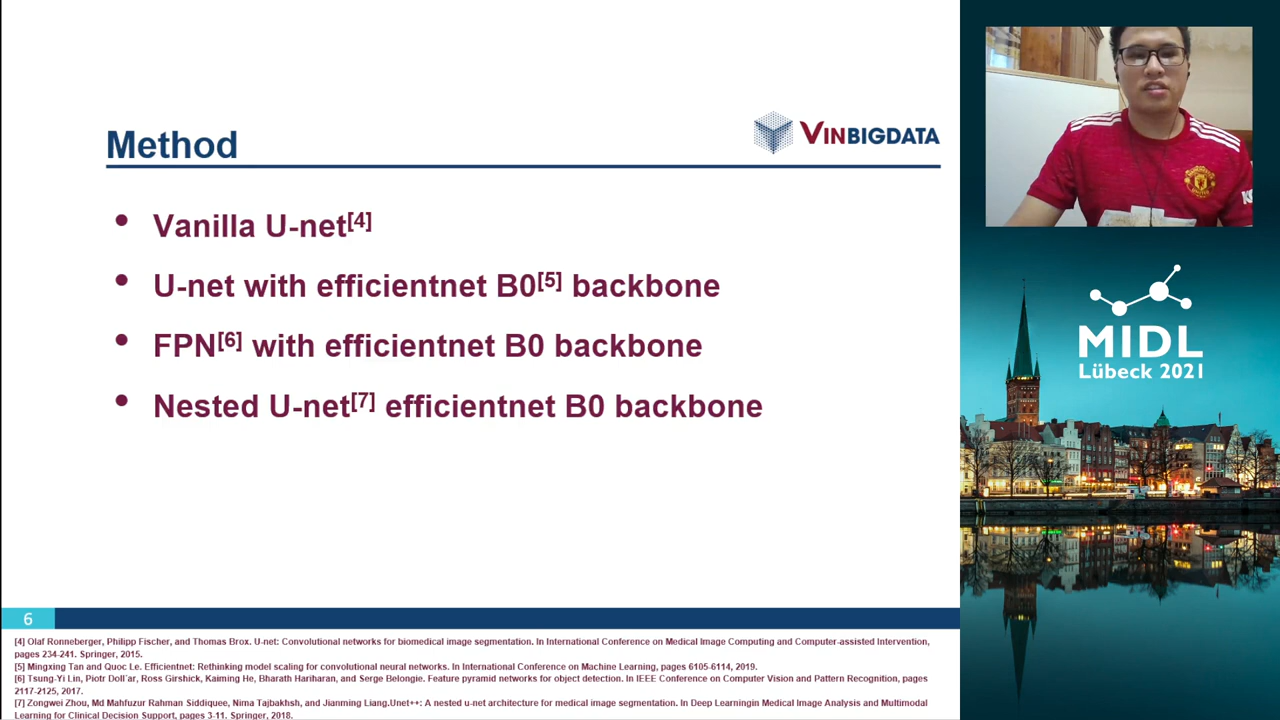 Method
VINBIGDATA
• Vanilla U-net[4]
• U-net with efficientnet B0[5] backbone
• FPN[6] with efficientnet B0 backbone
• Nested U-net[7] efficientnet B0 backbone
MIDL
Lübeck 2021
6
[4] Olaf Ronneberger, Philipp Fischer, and Thomas Brox. U-net: Convolutional networks for biomedical image segmentation. In International Conference on Medical Image Computing and Computer-assisted Intervention,
pages 234-241. Springer, 2015.
[5] Mingxing Tan and Quoc Le. Efficientnet: Rethinking model scaling for convolutional neural networks. In International Conference on Machine Learning, pages 6105-6114, 2019.
[6] Tsung-Yi Lin, Piotr Doll´ar, Ross Girshick, Kaiming He, Bharath Hariharan, and Serge Belongie. Feature pyramid networks for object detection. In IEEE Conference on Computer Vision and Pattern Recognition, pages
2117-2125, 2017.
[7] Zongwei Zhou, Md Mahfuzur Rahman Siddiquee, Nima Tajbakhsh, and Jianming Liang.Unet++: A nested u-net architecture for medical image segmentation. In Deep Learningin Medical Image Analysis and Multimodal
Learning for Clinical Decision Support, pages 3-11. Springer, 2018.